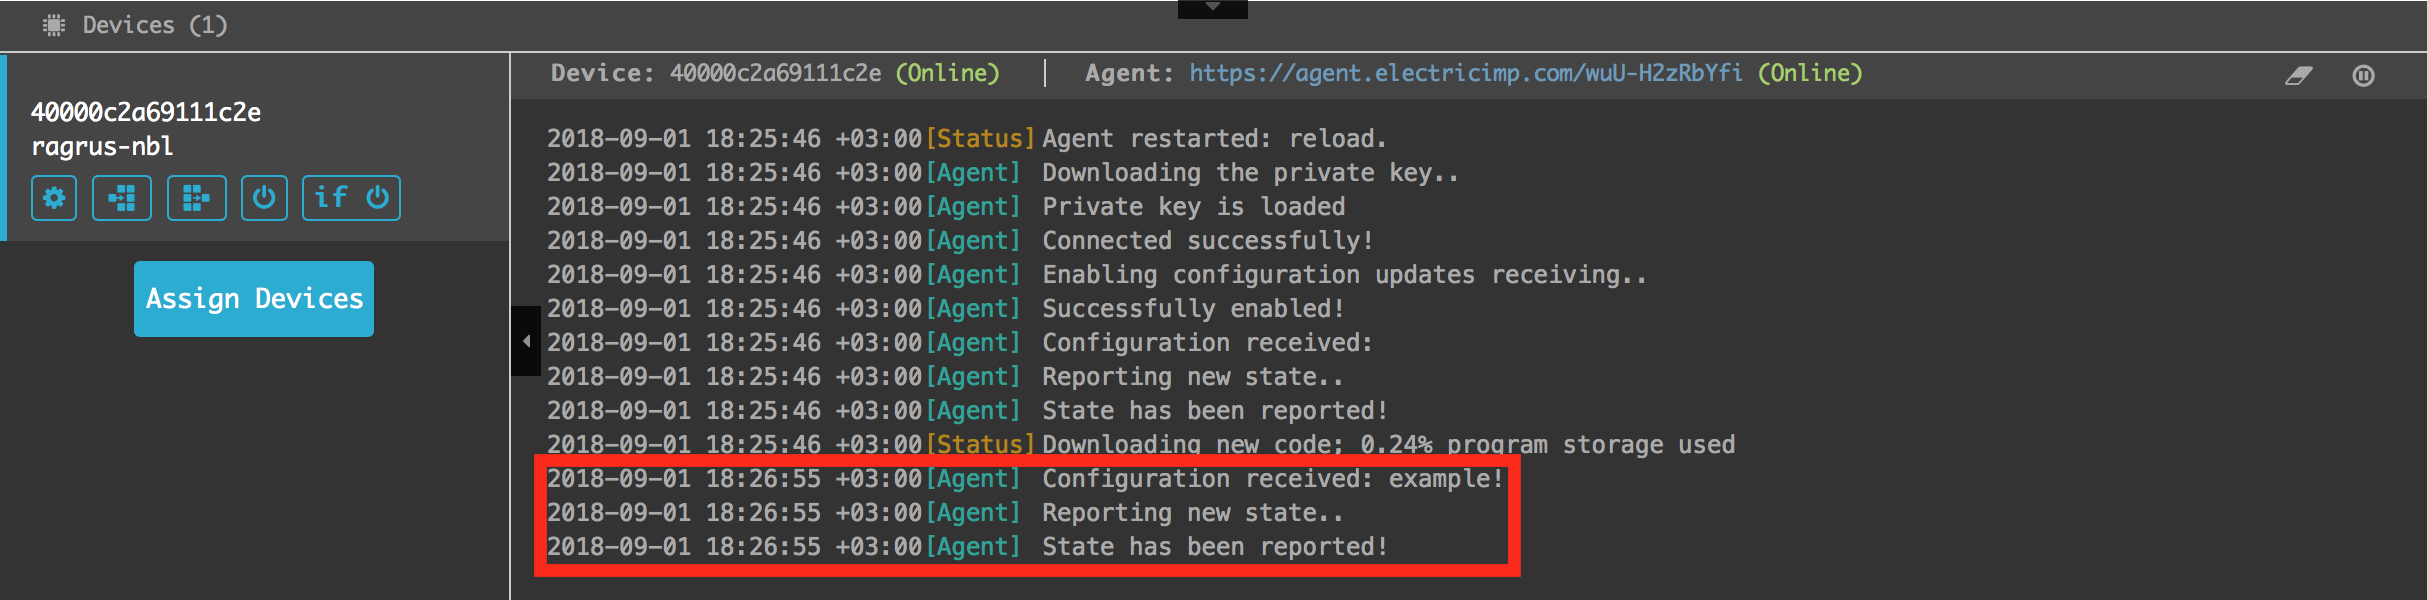 Devices (1)
40000c2a69111c2e
ragrus-nbl
if
Assign Devices
Device: 40000c2a69111c2e (Online) | Agent: https://agent.electricimp.com/wuU-H2zRbYfi (Online)
2018-09-01 18:25:46 +03:00[Status] Agent restarted: reload.
2018-09-01 18:25:46 +03:00[Agent] Downloading the private key..
2018-09-01 18:25:46 +03:00[Agent] Private key is loaded
2018-09-01 18:25:46 +03:00[Agent] Connected successfully!
2018-09-01 18:25:46 +03:00[Agent] Enabling configuration updates receiving..
2018-09-01 18:25:46 +03:00[Agent] Successfully enabled!
2018-09-01 18:25:46 +03:00[Agent] Configuration received:
2018-09-01 18:25:46 +03:00[Agent] Reporting new state..
2018-09-01 18:25:46 +03:00[Agent] State has been reported!
2018-09-01 18:25:46 +03:00[Status] Downloading new code; 0.24% program storage used
2018-09-01 18:26:55 +03:00[Agent] Configuration received: example!
2018-09-01 18:26:55 +03:00[Agent] Reporting new state..
2018-09-01 18:26:55 +03:00[Agent] State has been reported!